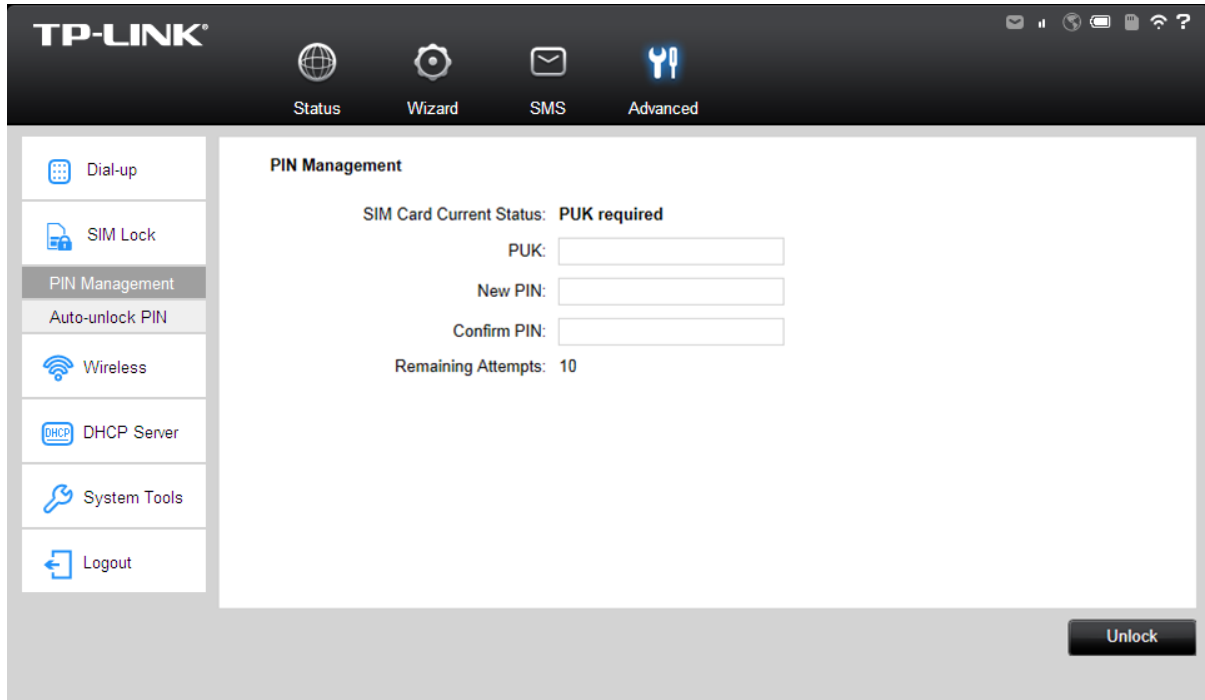 TP-LINK®
?
Status Wizard SMS Advanced
Dial-up
SIM Lock
PIN Management
Auto-unlock PIN
Wireless
DHCP DHCP Server
System Tools
Logout
PIN Management
SIM Card Current Status: PUK required
PUK:
New PIN:
Confirm PIN:
Remaining Attempts: 10
Unlock